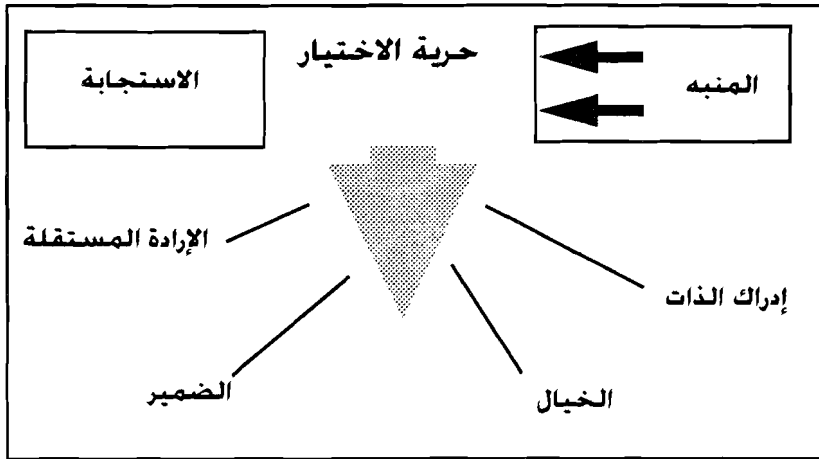 المنبه
حرية الاختيار
الاستجابة
إدراك الذات
الإرادة المستقلة
الخيال
الضمير